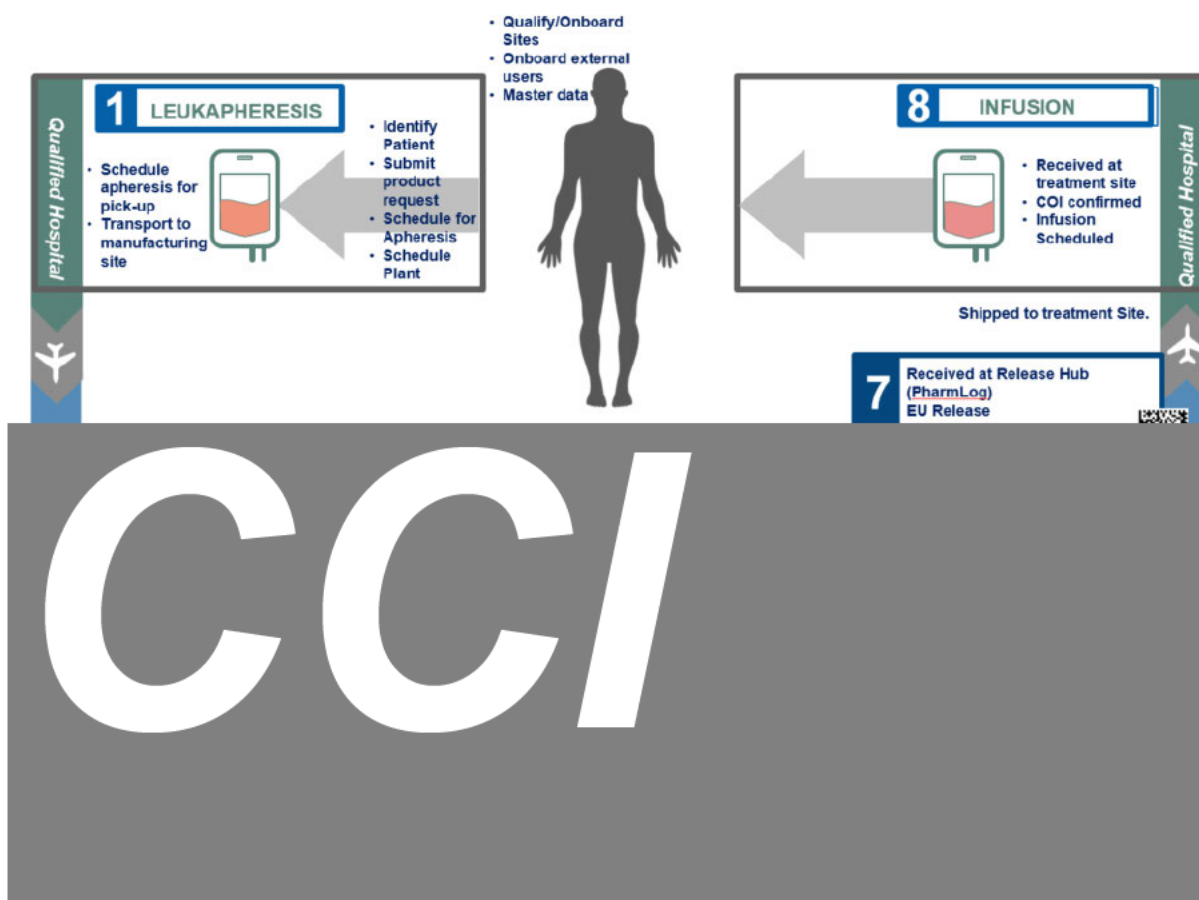 • Qualify/Onboard
Sites
• Onboard external
users
• Master data
Qualified Hospital
1
LEUKAPHERESIS
• Schedule
apheresis for
pick-up
• Transport to
manufacturing
site
• Identify
Patient
• Submit
product
request
• Schedule for
Apheresis
• Schedule
Plant
8
INFUSION
• Received at
treatment site
• COI confirmed
• Infusion
Scheduled
Qualified Hospital
Shipped to treatment Site.
7
Received at Release Hub
(PharmLog)
EU Release
CCI